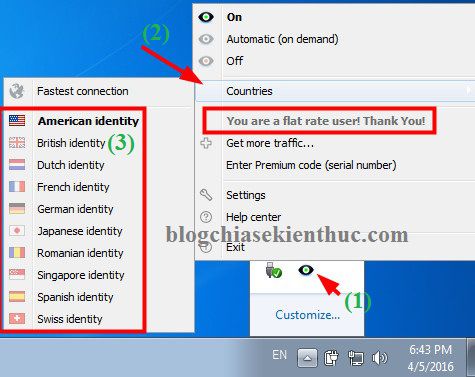 On
Automatic (on demand)
Off
(2)
Countries
You are a flat rate user! Thank You!
Get more traffic...
Enter Premium code (serial number)
Settings
Help center
Exit
Fastest connection
American identity
British identity
(3)
Dutch identity
French identity
German identity
Japanese identity
Romanian identity
Singapore identity
Spanish identity
Swiss identity
blogchiasekienthuc.com
(1)
Customize...
EN
6:43 PM
4/5/2016